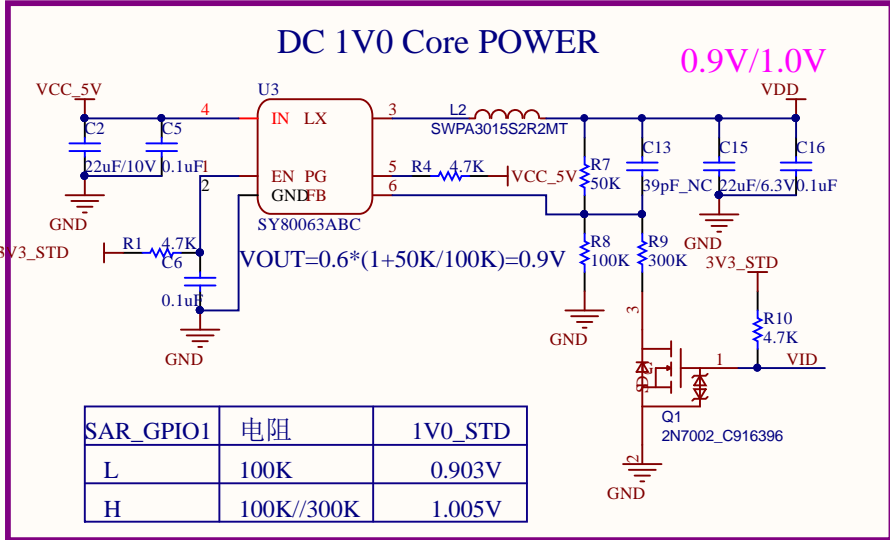 DC 1V0 Core POWER
0.9V/1.0V
VCC_5V
U3
VDD
4
IN LX
3
L2
SWPA3015S2R2MT
C2
C5
22uF/10V
0.1uF
1
EN PG
5
R4
4.7K
VCC_5V
2
GND
FB
6
SY80063ABC
R7
50K
C13
39pF_NC
C15
22uF/6.3V
C16
0.1uF
GND
GND
3V3_STD
R1
4.7K
C6
0.1uF
GND
VOUT=0.6*(1+50K/100K)=0.9V
R8
100K
R9
300K
GND
3V3_STD
R10
4.7K
3
1
VID
Q1
2N7002_C916396
2
GND
SAR_GPIO1 电阻 1V0_STD
L 100K 0.903V
H 100K//300K 1.005V